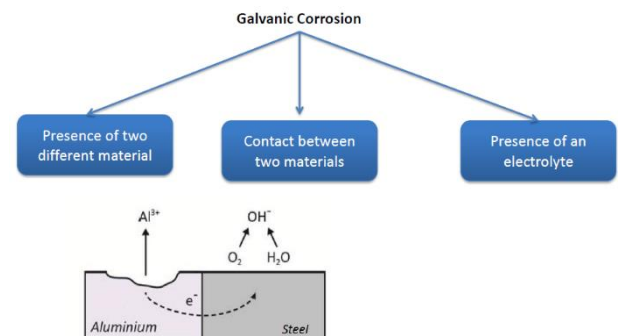 Galvanic Corrosion
Presence of two
different material
Contact between
two materials
Presence of an
electrolyte
Al³⁺
OH⁻
O₂
H₂O
e⁻
Aluminium
Steel